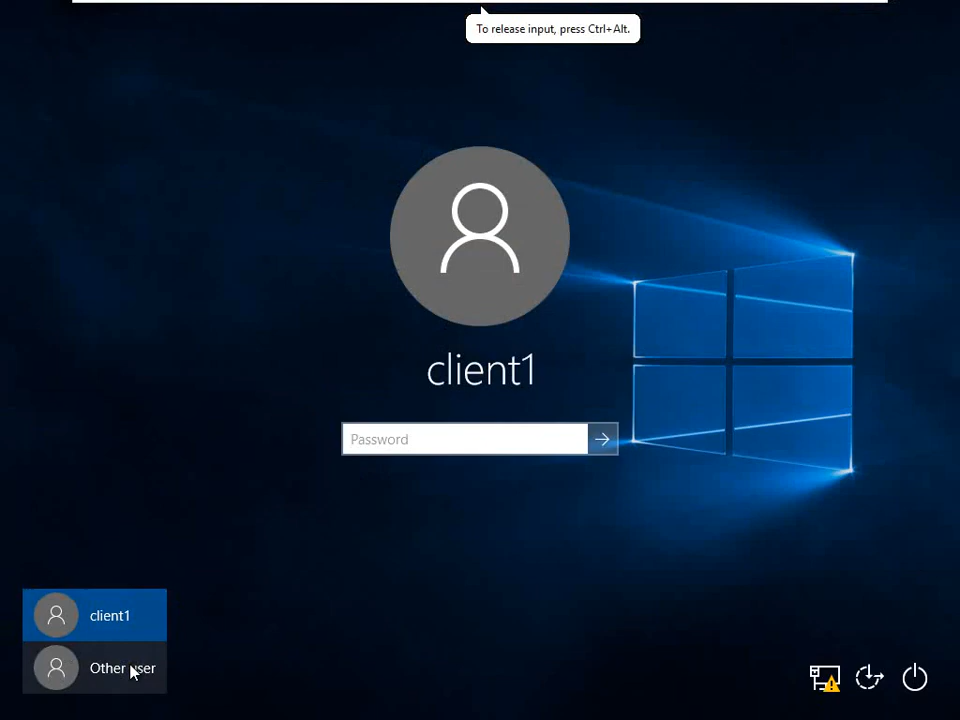 To release input, press Ctrl+Alt.
client1
Password
client1
Other user